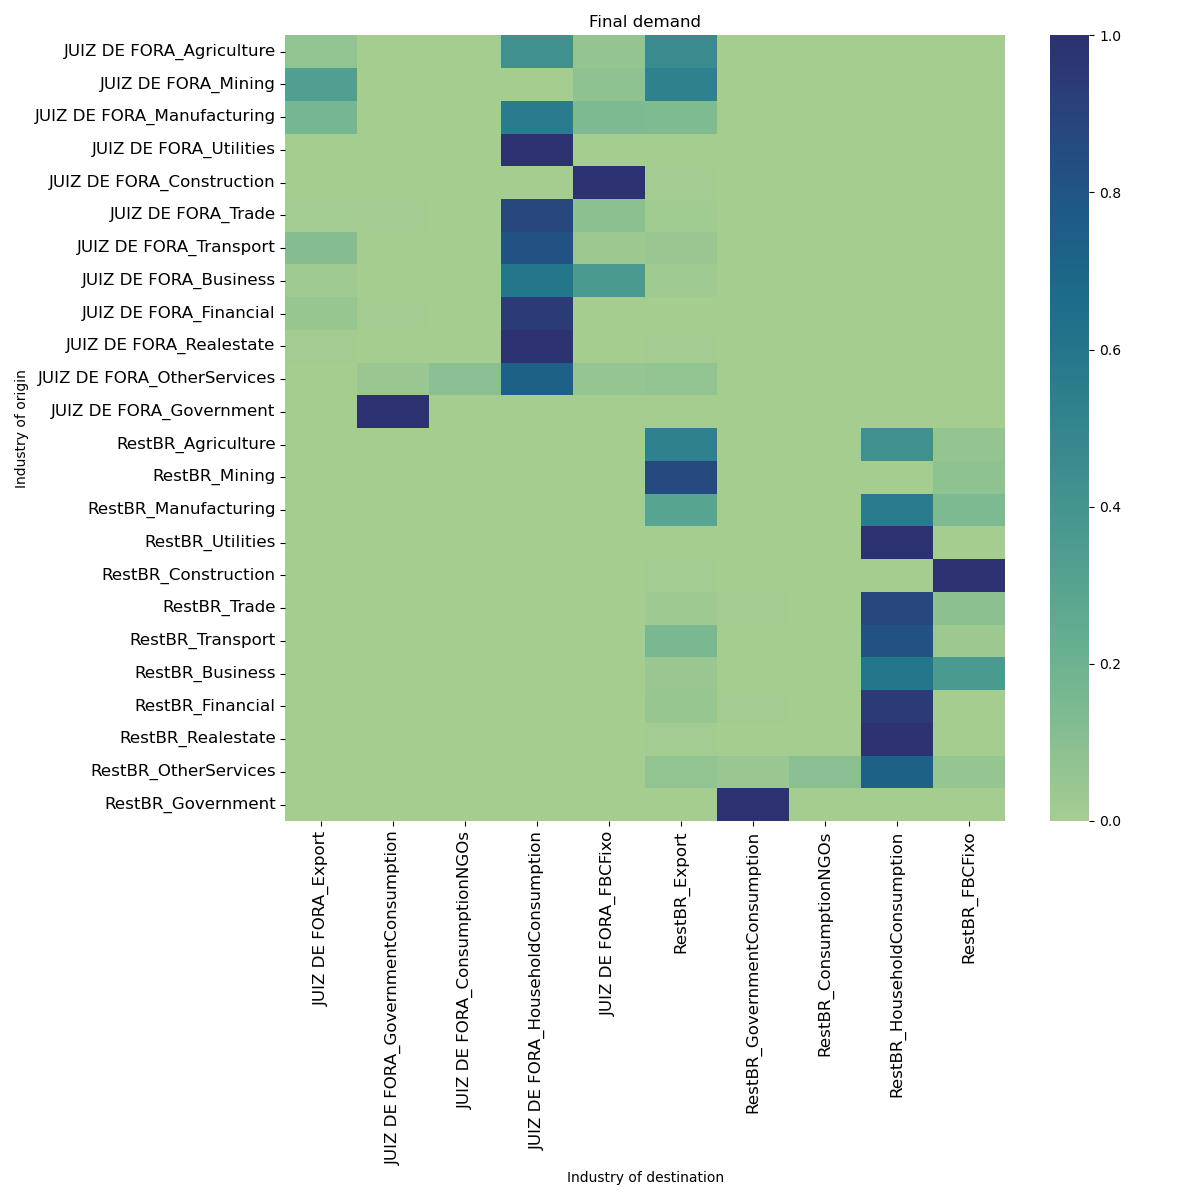 Final demand
JUIZ DE FORA_Agriculture
JUIZ DE FORA_Mining
JUIZ DE FORA_Manufacturing
JUIZ DE FORA_Utilities
JUIZ DE FORA_Construction
JUIZ DE FORA_Trade
JUIZ DE FORA_Transport
JUIZ DE FORA_Business
JUIZ DE FORA_Financial
JUIZ DE FORA_Realestate
JUIZ DE FORA_OtherServices
JUIZ DE FORA_Government
RestBR_Agriculture
RestBR_Mining
RestBR_Manufacturing
RestBR_Utilities
RestBR_Construction
RestBR_Trade
RestBR_Transport
RestBR_Business
RestBR_Financial
RestBR_Realestate
RestBR_OtherServices
RestBR_Government
Industry of origin
JUIZ DE FORA_Export
JUIZ DE FORA_GovernmentConsumption
JUIZ DE FORA_ConsumptionNGOs
JUIZ DE FORA_HouseholdConsumption
JUIZ DE FORA_FBCFixo
RestBR_Export
RestBR_GovernmentConsumption
RestBR_ConsumptionNGOs
RestBR_HouseholdConsumption
RestBR_FBCFixo
Industry of destination
1.0
0.8
0.6
0.4
0.2
0.0